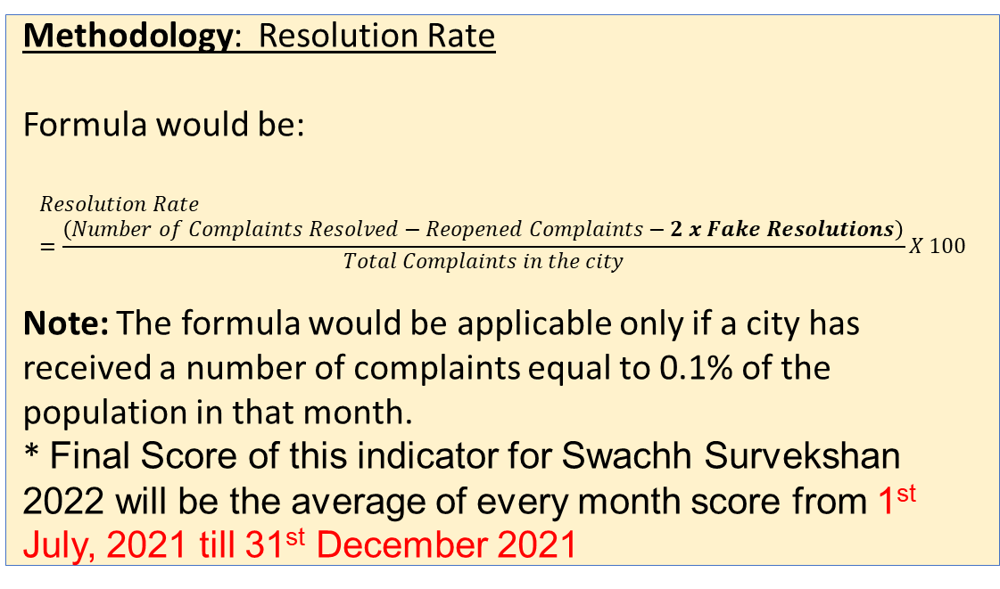 Methodology:  Resolution Rate
Formula would be:
Resolution Rate
= (Number of Complaints Resolved − Reopened Complaints − 2 x Fake Resolutions) / Total Complaints in the city X 100
Note: The formula would be applicable only if a city has
received a number of complaints equal to 0.1% of the
population in that month.
* Final Score of this indicator for Swachh Survekshan
2022 will be the average of every month score from 1st
July, 2021 till 31st December 2021